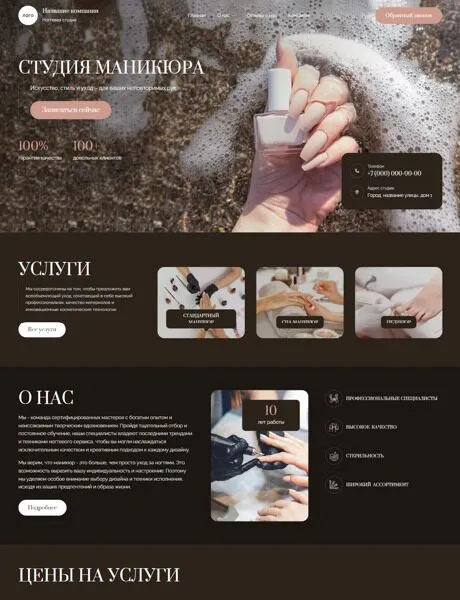 лого
Название компании
Ногтевая студия
Главная О нас Отзывы о нас Контакты
Обратный звонок
СТУДИЯ МАНИКЮРА
Искусство, стиль и уход – для ваших неповторимых рук
Записаться сейчас
100%
гарантия качества
100+
довольных клиентов
Телефон
+7 (000) 000-00-00
Адрес студии
Город, название улицы, дом 1
УСЛУГИ
Мы сосредоточены на том, чтобы предложить вам
всеобъемлющий уход, сочетающий в себе высокий
профессионализм, качество материалов и
инновационные косметические технологии
Все услуги
СТАНДАРТНЫЙ
МАНИКЮР
СПА МАНИКЮР
ПЕДИКЮР
О НАС
Мы - команда сертифицированных мастеров с богатым опытом и
неиссякаемым творческим вдохновением. Пройдя тщательный отбор и
постоянное обучение, наши специалисты владеют последними трендами
и техниками ногтевого сервиса, чтобы вы могли наслаждаться
исключительным качеством и креативным подходом к каждому дизайну.
Мы верим, что маникюр - это больше, чем просто уход за ногтями. Это
возможность выразить вашу индивидуальность и настроение. Поэтому
мы уделяем особое внимание выбору дизайна и техники исполнения,
исходя из ваших предпочтений и образа жизни.
Подробнее
10
лет работы
ПРОФЕССИОНАЛЬНЫЕ СПЕЦИАЛИСТЫ
ВЫСОКОЕ КАЧЕСТВО
СТЕРИЛЬНОСТЬ
ШИРОКИЙ АССОРТИМЕНТ
ЦЕНЫ НА УСЛУГИ